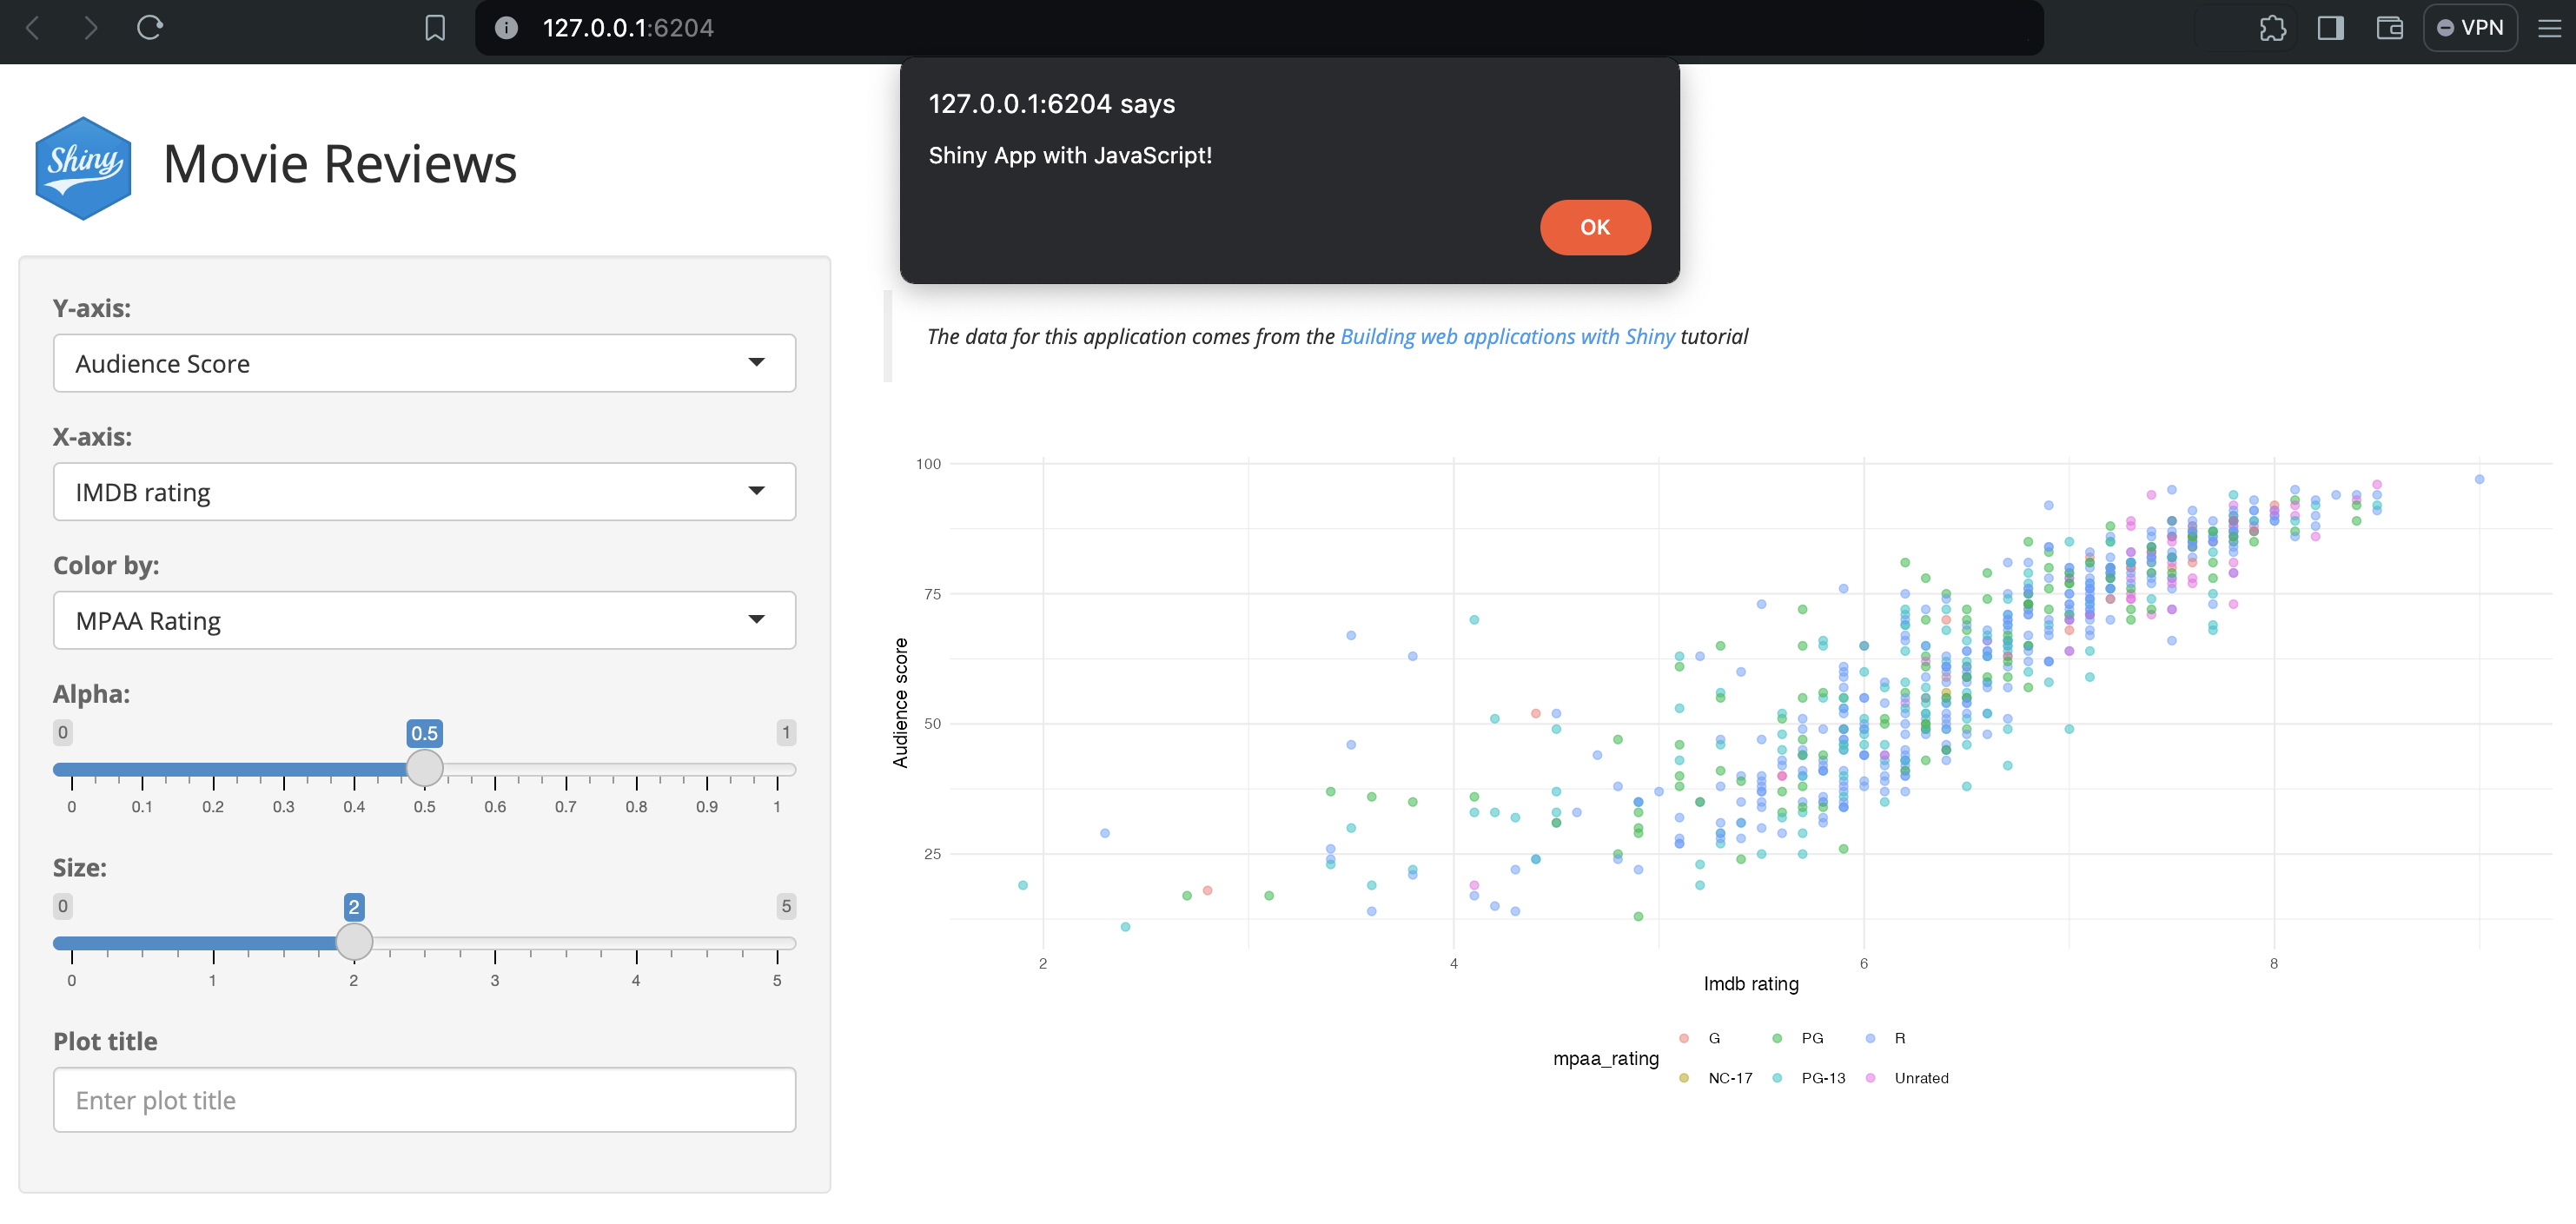 127.0.0.1:6204
VPN
127.0.0.1:6204 says
Shiny App with JavaScript!
OK
Shiny
Movie Reviews
Y-axis:
Audience Score
X-axis:
IMDB rating
Color by:
MPAA Rating
Alpha:
0 0.5 1
0 0.1 0.2 0.3 0.4 0.5 0.6 0.7 0.8 0.9 1
Size:
0 2 5
0 1 2 3 4 5
Plot title
Enter plot title
The data for this application comes from the Building web applications with Shiny tutorial
100
75
50
25
Audience score
2 4 6 8
Imdb rating
mpaa_rating
G PG R
NC-17 PG-13 Unrated